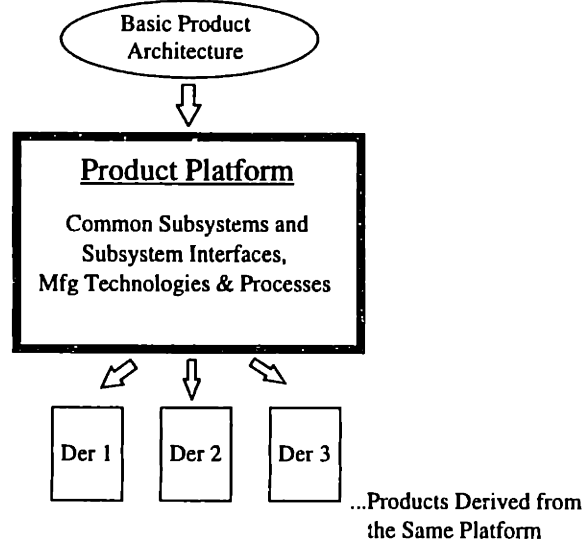 Basic Product
Architecture
Product Platform
Common Subsystems and
Subsystem Interfaces,
Mfg Technologies & Processes
Der 1
Der 2
Der 3
...Products Derived from
the Same Platform